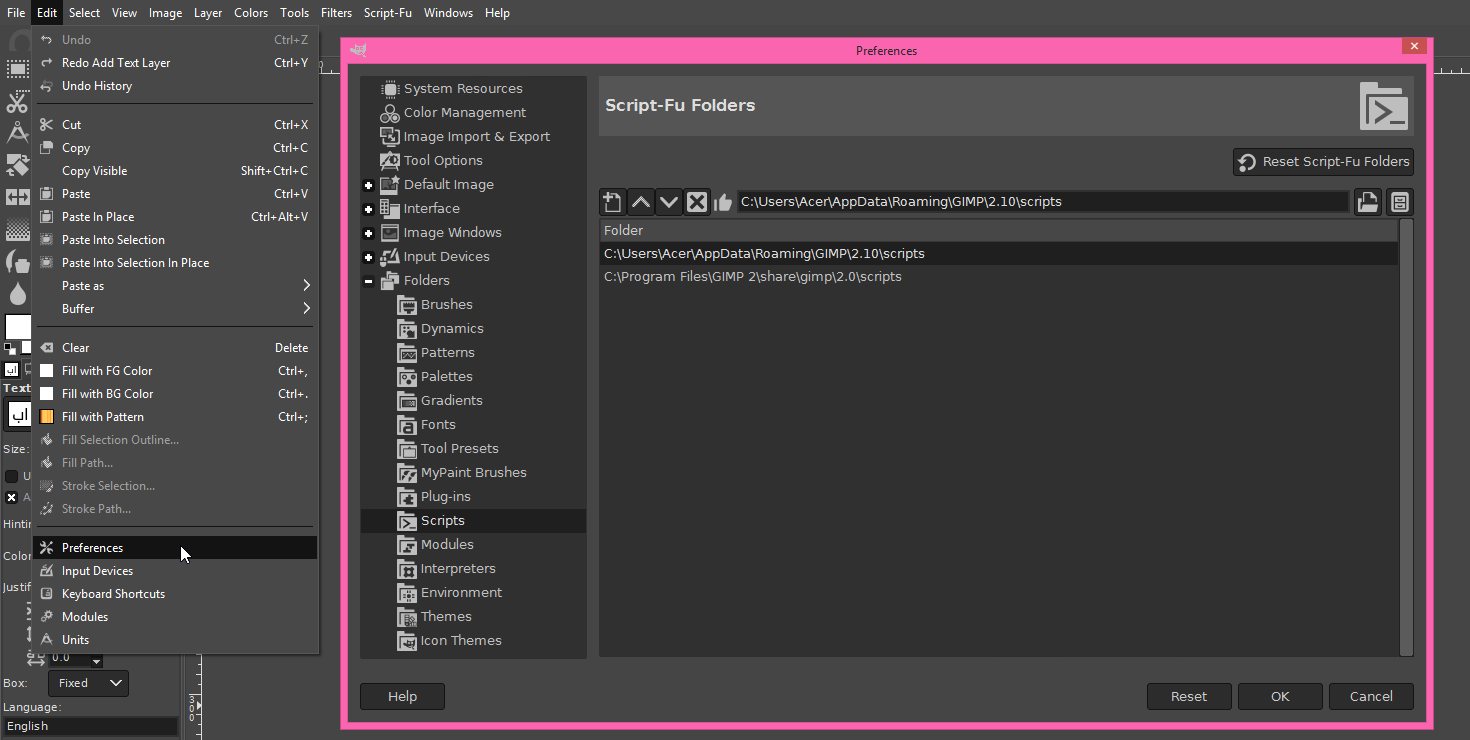 File Edit Select View Image Layer Colors Tools Filters Script-Fu Windows Help
Undo Ctrl+Z
Redo Add Text Layer Ctrl+Y
Undo History
Cut Ctrl+X
Copy Ctrl+C
Copy Visible Shift+Ctrl+C
Paste Ctrl+V
Paste In Place Ctrl+Alt+V
Paste Into Selection
Paste Into Selection In Place
Paste as
Buffer
Clear Delete
Fill with FG Color Ctrl+,
Fill with BG Color Ctrl+.
Fill with Pattern Ctrl+;
Fill Selection Outline...
Fill Path...
Stroke Selection...
Stroke Path...
Preferences
Input Devices
Keyboard Shortcuts
Modules
Units
Text
Size:
Box: Fixed
Language:
English
300
Preferences
System Resources
Color Management
Image Import & Export
Tool Options
Default Image
Interface
Image Windows
Input Devices
Folders
Brushes
Dynamics
Patterns
Palettes
Gradients
Fonts
Tool Presets
MyPaint Brushes
Plug-ins
Scripts
Modules
Interpreters
Environment
Themes
Icon Themes
Script-Fu Folders
Reset Script-Fu Folders
C:\Users\Acer\AppData\Roaming\GIMP\2.10\scripts
Folder
C:\Users\Acer\AppData\Roaming\GIMP\2.10\scripts
C:\Program Files\GIMP 2\share\gimp\2.0\scripts
Help Reset OK Cancel